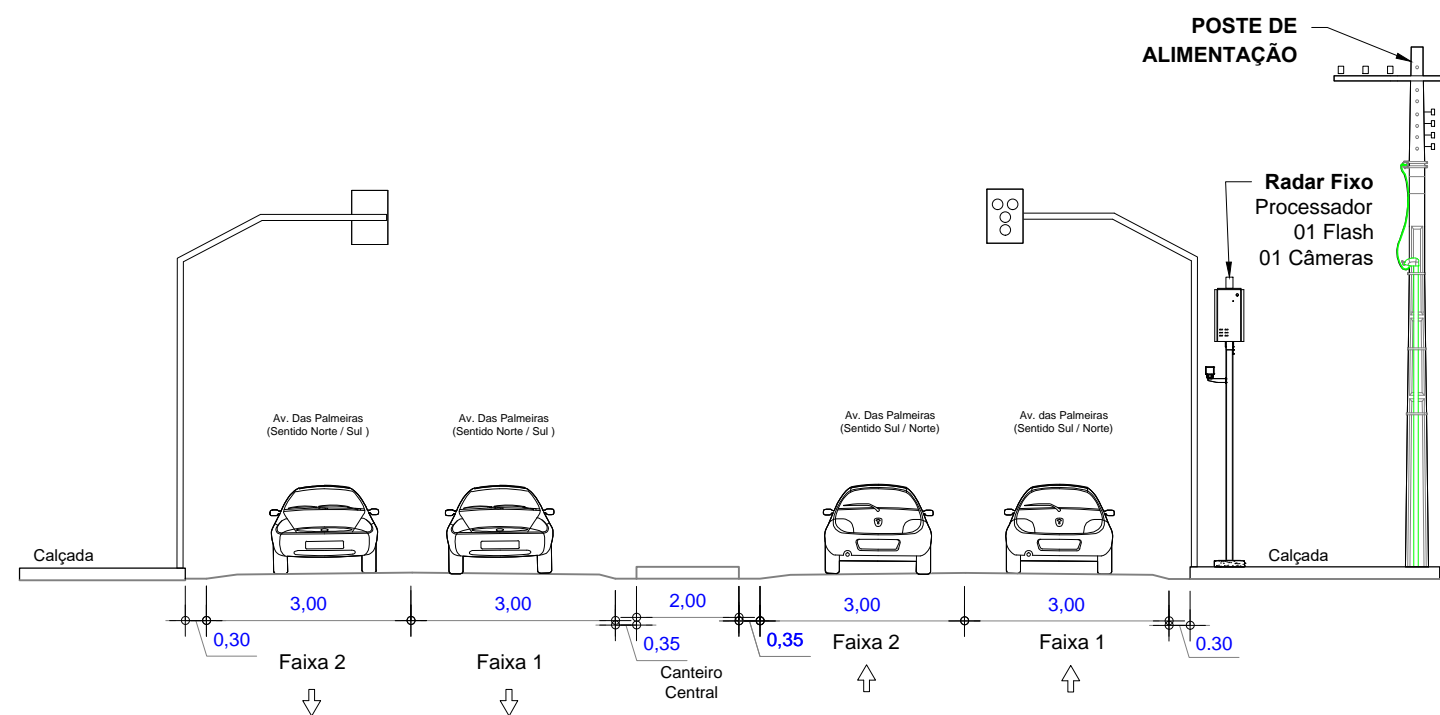 POSTE DE
ALIMENTAÇÃO
Radar Fixo
Processador
01 Flash
01 Câmeras
Av. Das Palmeiras
(Sentido Norte / Sul )
Av. Das Palmeiras
(Sentido Norte / Sul )
Av. Das Palmeiras
(Sentido Sul / Norte)
Av. das Palmeiras
(Sentido Sul / Norte)
Calçada
Calçada
3,00
3,00
2,00
3,00
3,00
0,30
0,35
0,35
0.30
Faixa 2
Faixa 1
Canteiro
Central
Faixa 2
Faixa 1